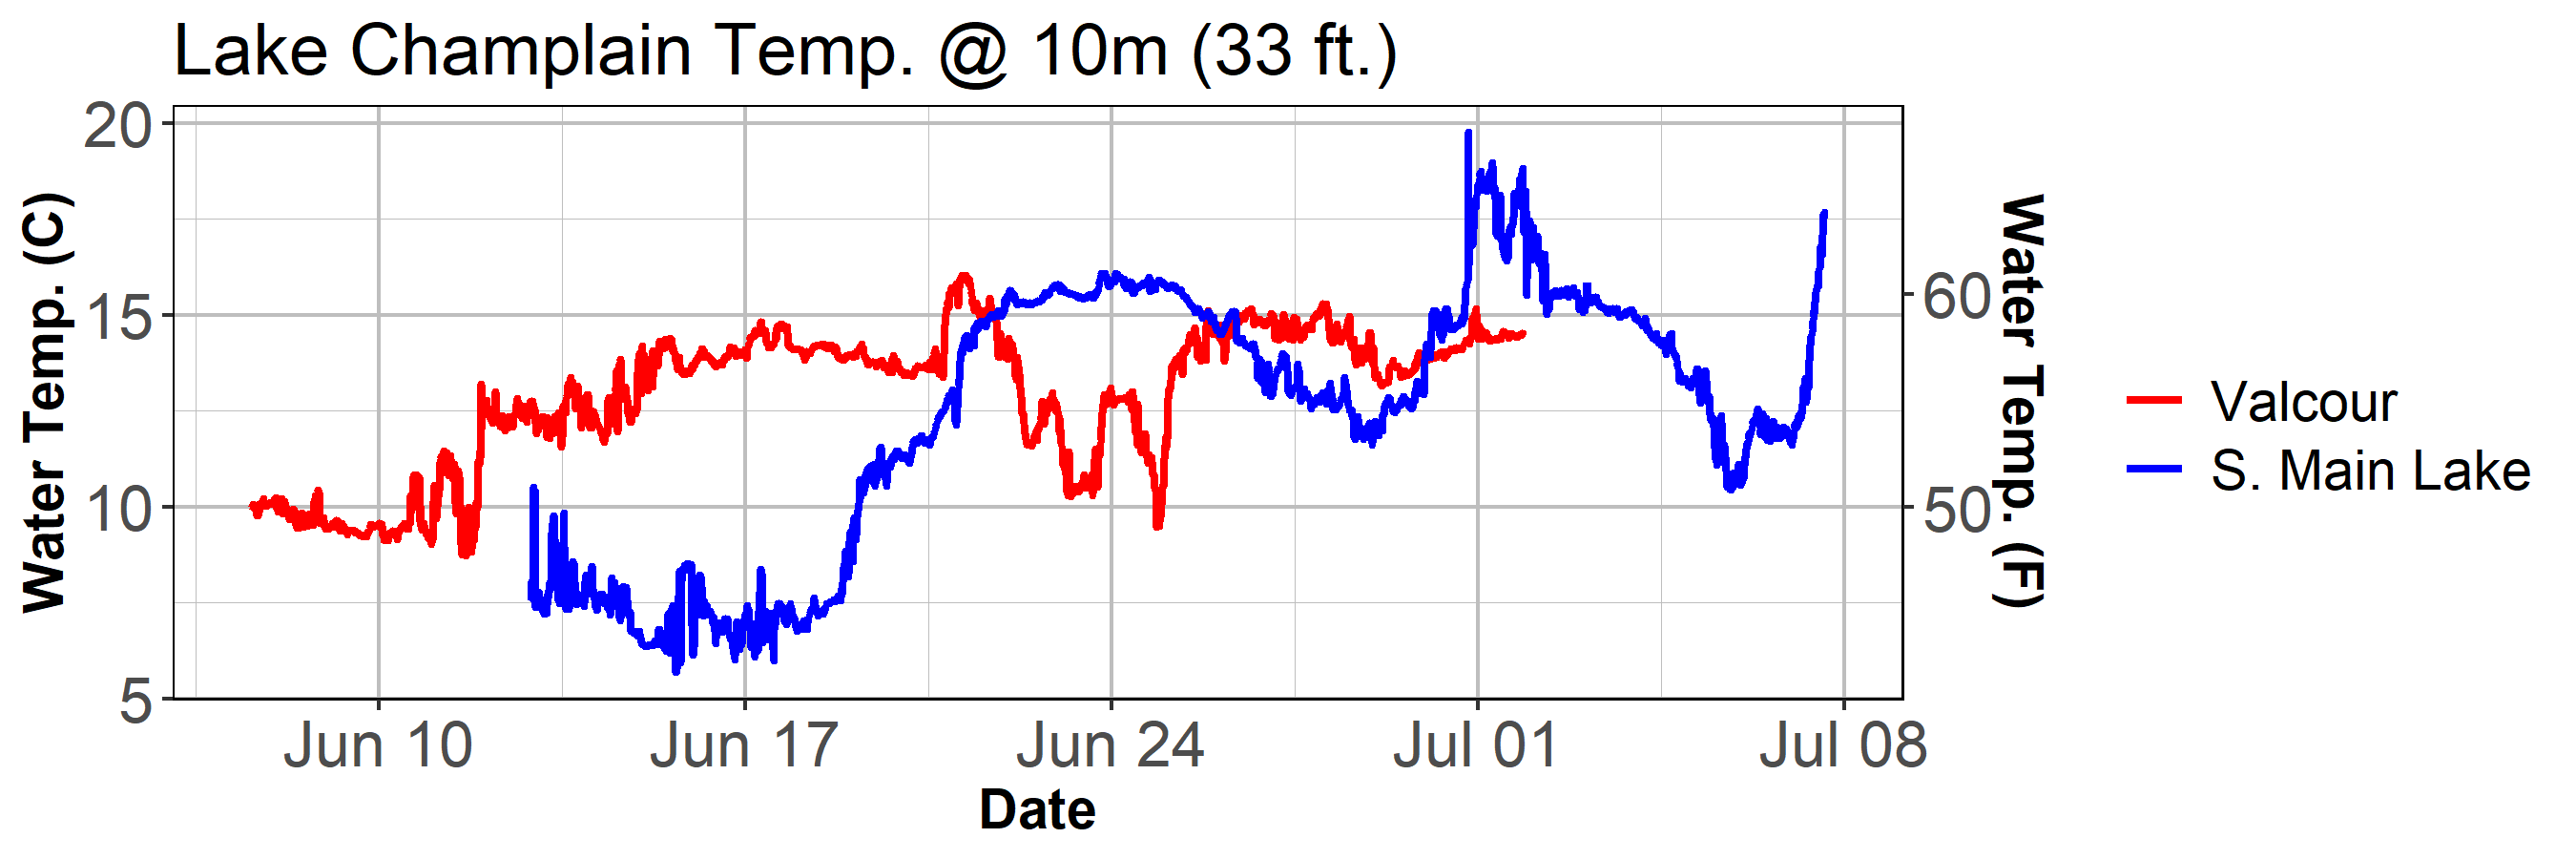 Lake Champlain Temp. @ 10m (33 ft.)
Water Temp. (C)
20
15
10
5
60
50
Water Temp. (F)
Jun 10
Jun 17
Jun 24
Jul 01
Jul 08
Date
Valcour
S. Main Lake